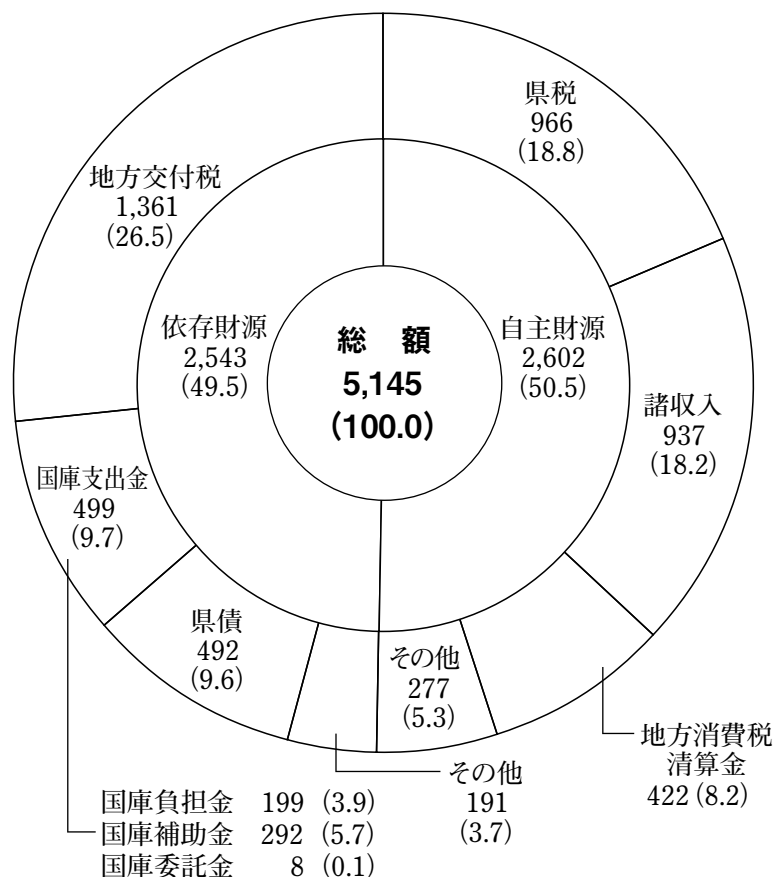 総 額
5,145
(100.0)
自主財源
2,602
(50.5)
依存財源
2,543
(49.5)
県税
966
(18.8)
諸収入
937
(18.2)
地方消費税
清算金
422 (8.2)
その他
277
(5.3)
その他
191
(3.7)
県債
492
(9.6)
国庫支出金
499
(9.7)
国庫負担金 199 (3.9)
国庫補助金 292 (5.7)
国庫委託金 8 (0.1)
地方交付税
1,361
(26.5)